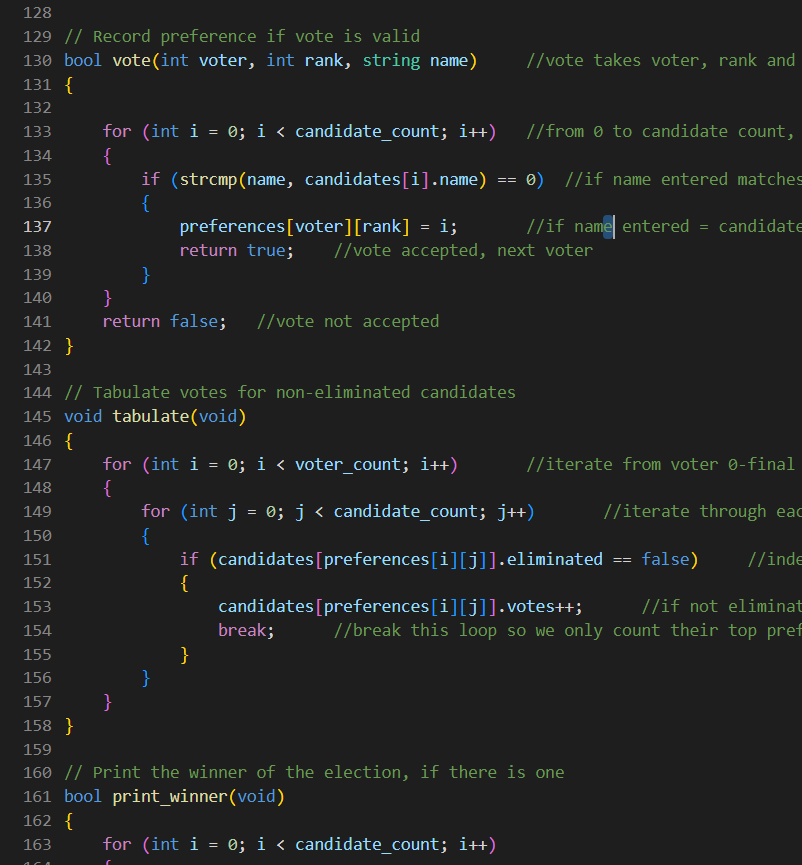 128
129 // Record preference if vote is valid
130 bool vote(int voter, int rank, string name)     //vote takes voter, rank and
131 {
132
133     for (int i = 0; i < candidate_count; i++)   //from 0 to candidate count,
134     {
135         if (strcmp(name, candidates[i].name) == 0)  //if name entered matches
136         {
137             preferences[voter][rank] = i;       //if name entered = candidate
138             return true;    //vote accepted, next voter
139         }
140     }
141     return false;   //vote not accepted
142 }
143
144 // Tabulate votes for non-eliminated candidates
145 void tabulate(void)
146 {
147     for (int i = 0; i < voter_count; i++)       //iterate from voter 0-final
148     {
149         for (int j = 0; j < candidate_count; j++)       //iterate through eac
150         {
151             if (candidates[preferences[i][j]].eliminated == false)     //inde
152             {
153                 candidates[preferences[i][j]].votes++;      //if not eliminat
154                 break;      //break this loop so we only count their top pref
155             }
156         }
157     }
158 }
159
160 // Print the winner of the election, if there is one
161 bool print_winner(void)
162 {
163     for (int i = 0; i < candidate_count; i++)